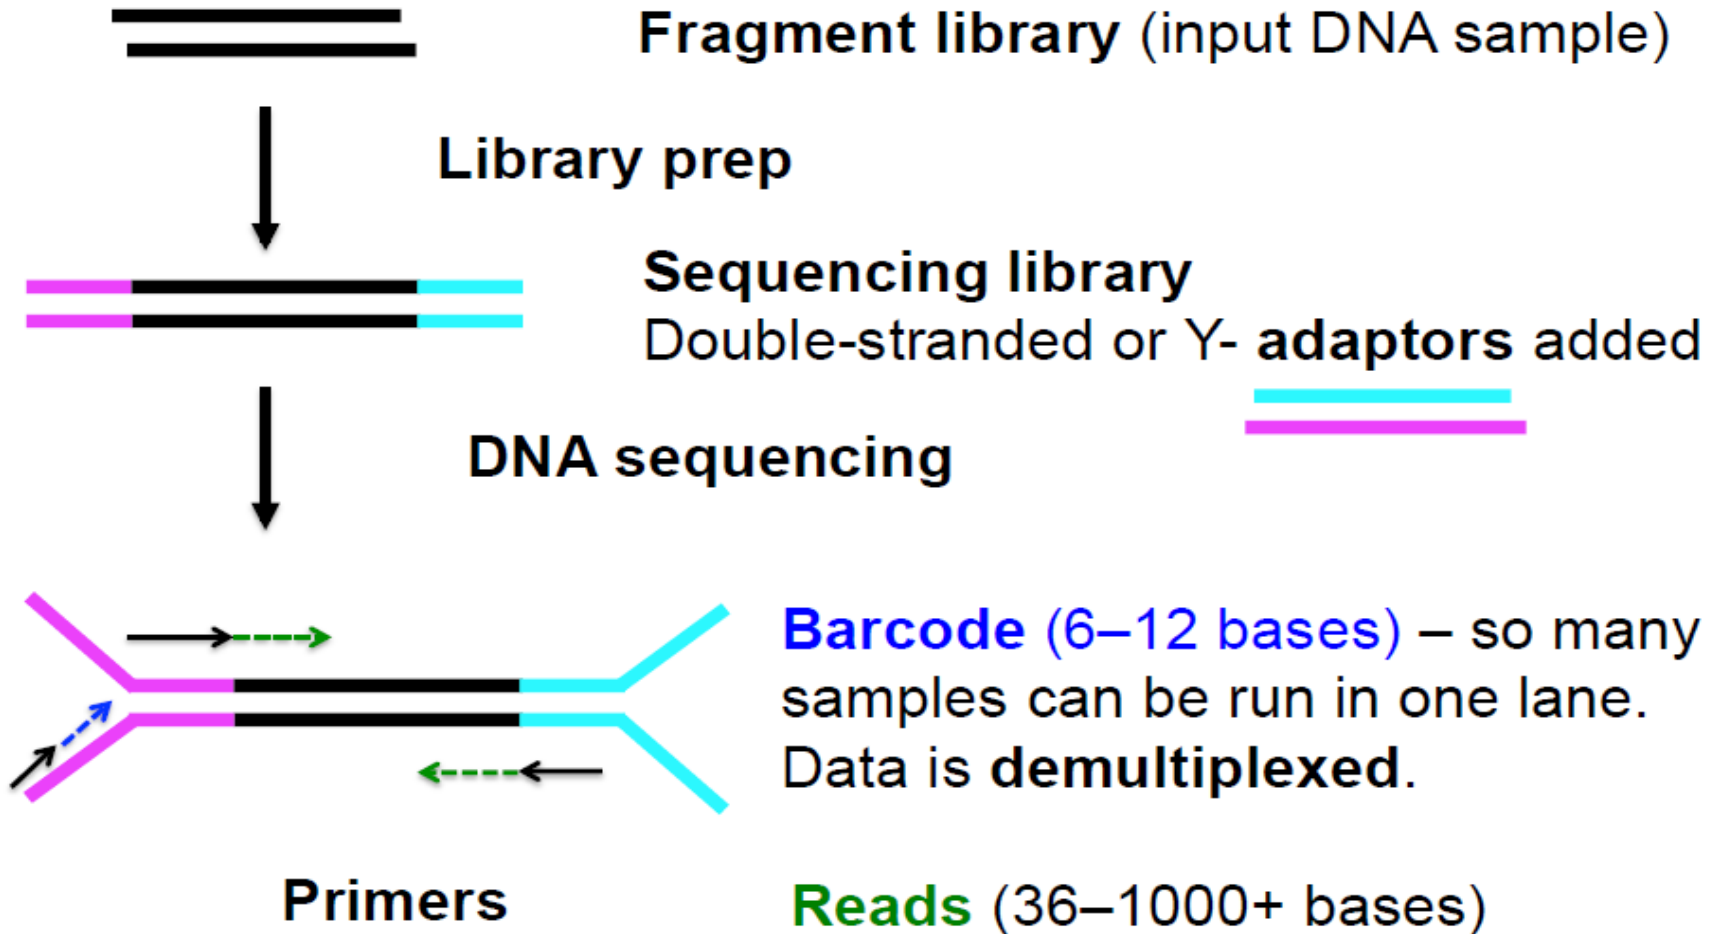 Fragment library (input DNA sample)
Library prep
Sequencing library
Double-stranded or Y- adaptors added
DNA sequencing
Barcode (6–12 bases) – so many
samples can be run in one lane.
Data is demultiplexed.
Primers
Reads (36–1000+ bases)